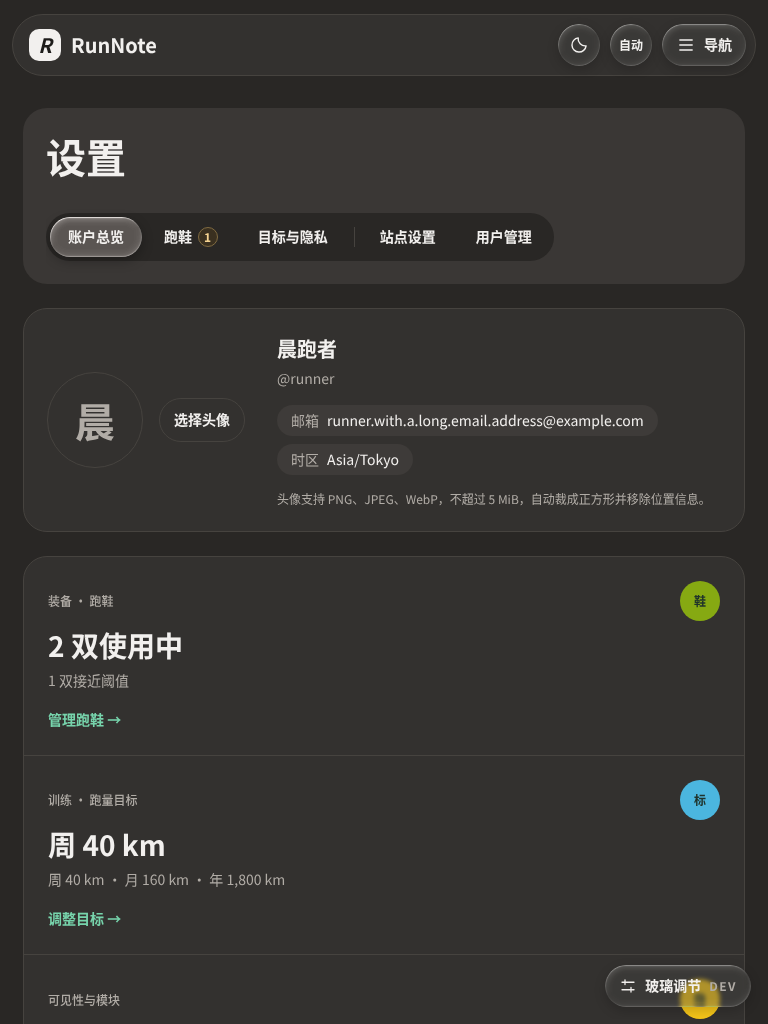 R RunNote 自动 导航
设置
账户总览 跑鞋 1 目标与隐私 站点设置 用户管理
晨跑者
@runner
晨 选择头像
邮箱 runner.with.a.long.email.address@example.com
时区 Asia/Tokyo
头像支持 PNG、JPEG、WebP，不超过 5 MiB，自动裁成正方形并移除位置信息。
装备 · 跑鞋 鞋
2 双使用中
1 双接近阈值
管理跑鞋 →
训练 · 跑量目标 标
周 40 km
周 40 km · 月 160 km · 年 1,800 km
调整目标 →
可见性与模块
玻璃调节 DEV